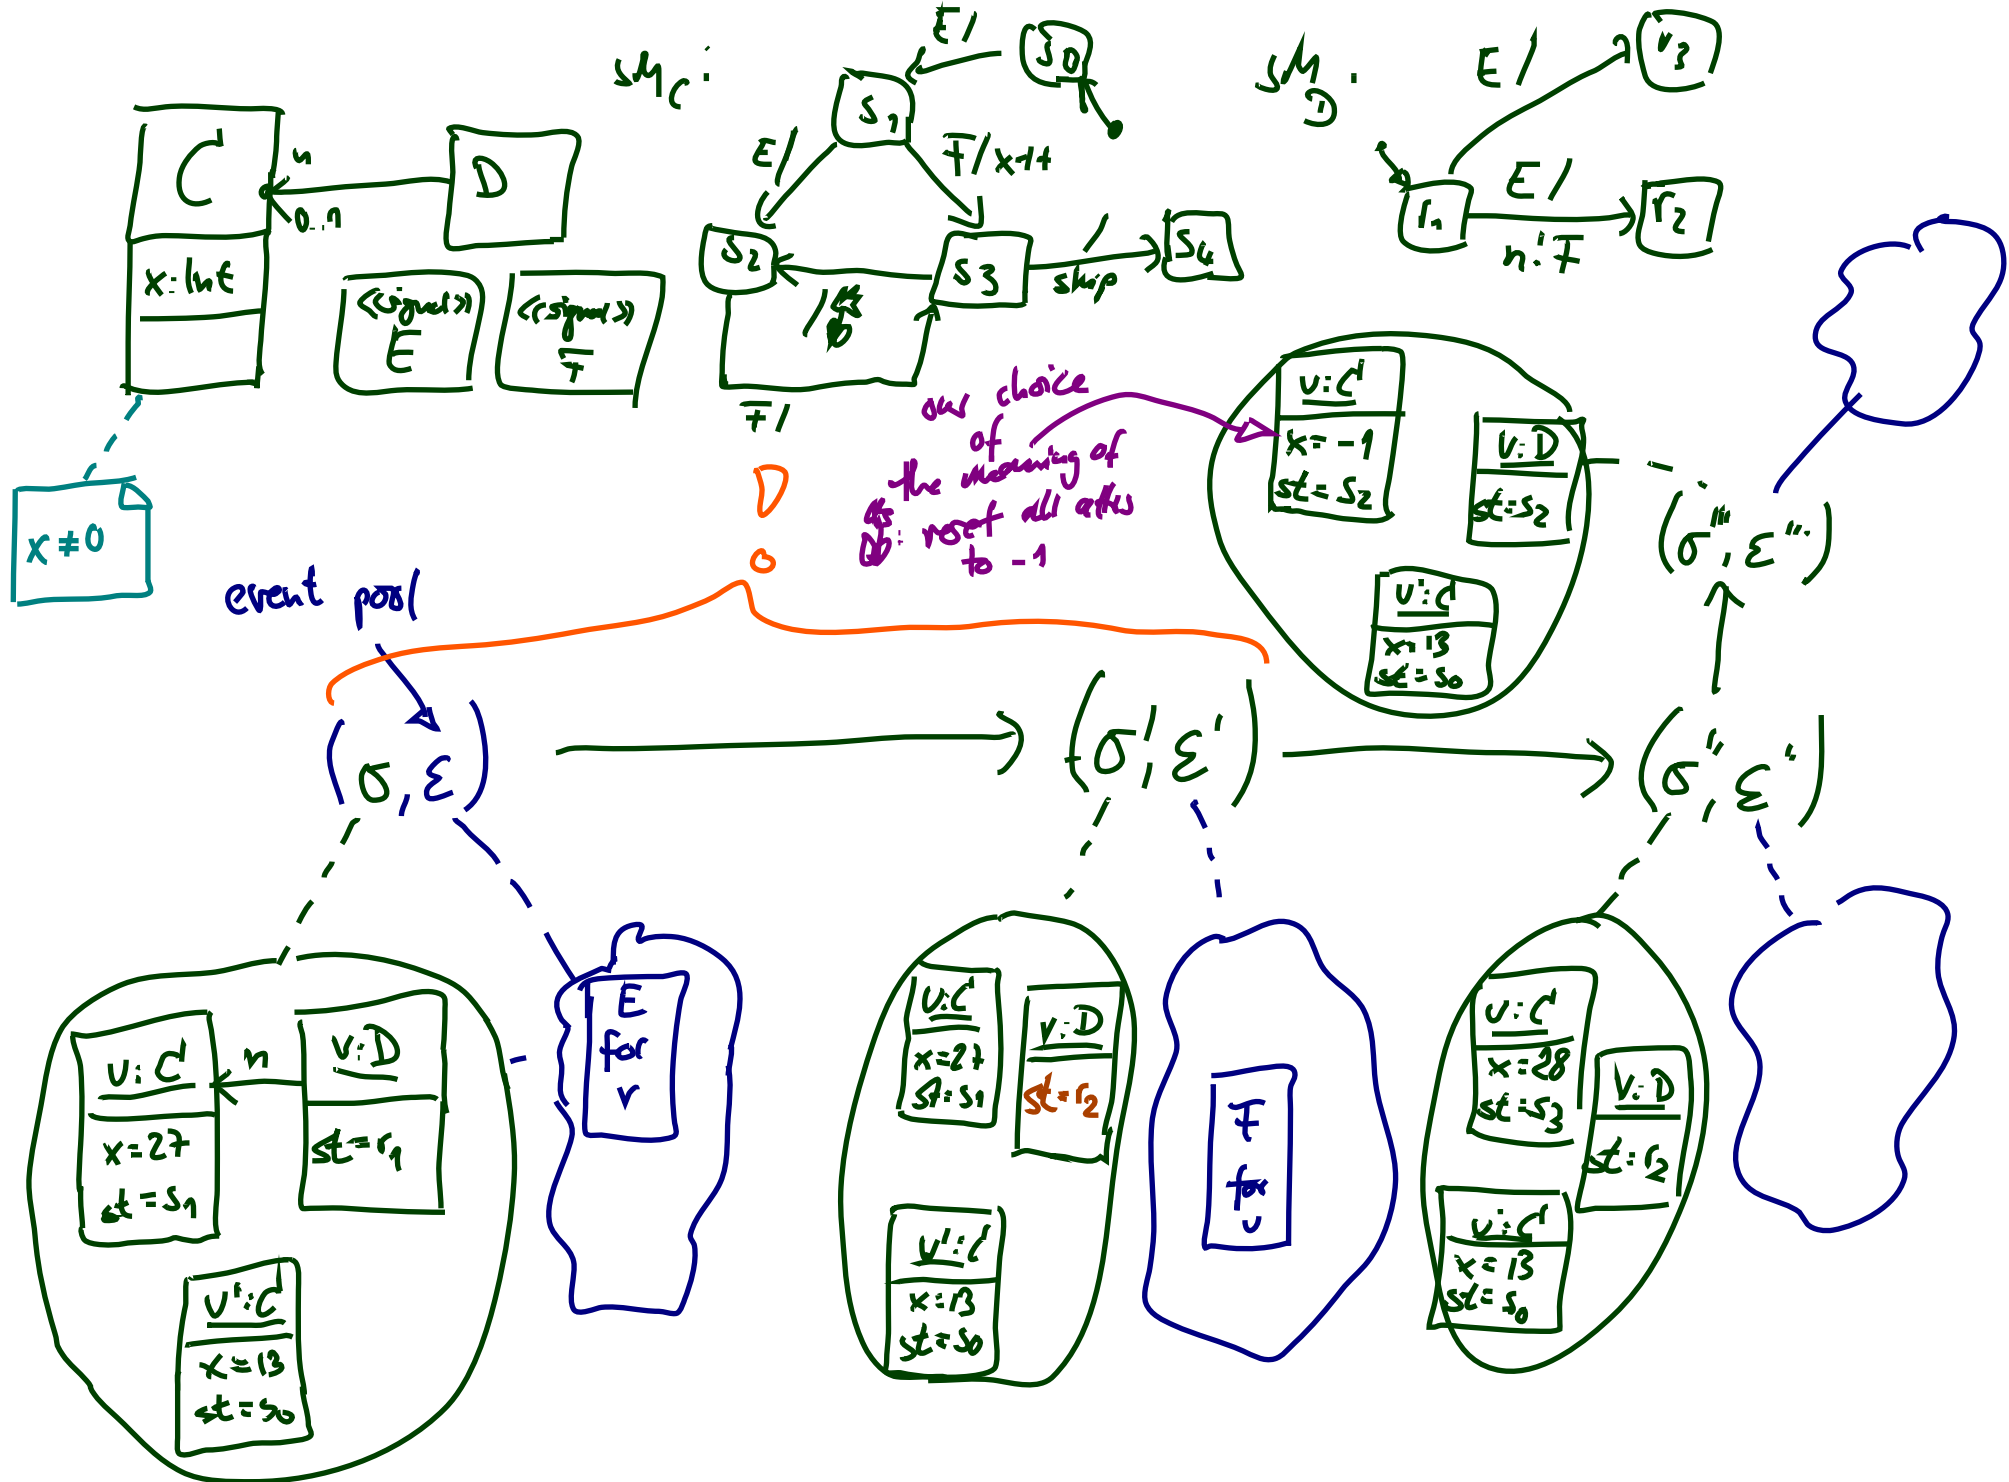 SM_C :
E/
s0
s1
E/
F/x++
s2
s3
/
skip
s4
F/
SM_D :
E/
r3
r1
E/
n!F
r2
C
n
0..1
D
x:Int
<<signal>>
E
<<signal>>
F
x≠0
our choice
of
the meaning of
: reset all attrs
to -1
u:C
x=-1
st=s2
v:D
st=s2
u:C
x=13
st=s0
(σ''', ε''')
event pool
(σ, ε)
(σ', ε')
(σ'', ε'')
u:C
x=27
st=s1
n
v:D
st=r1
u':C
x=13
st=s0
E
for
v
u:C
x=27
st=s1
v:D
st=r2
u':C
x=13
st=s0
F
for
u
u:C
x=28
st=s3
v:D
st=r2
u:C
x=13
st=s0